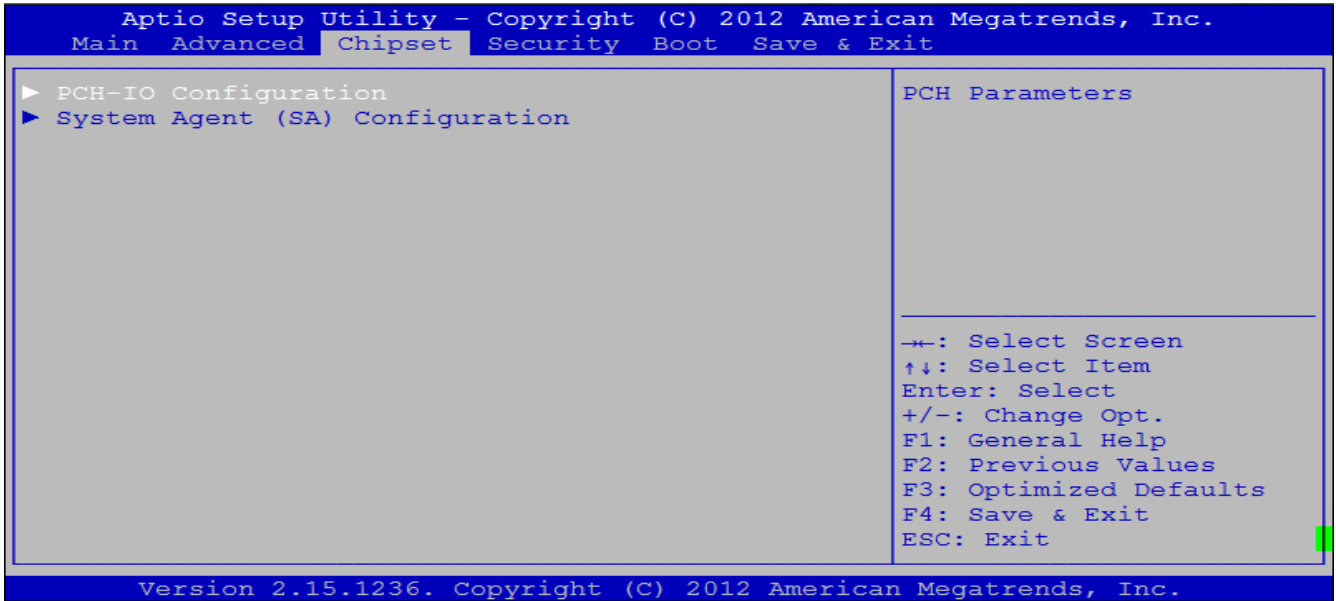 Aptio Setup Utility - Copyright (C) 2012 American Megatrends, Inc.
Main Advanced Chipset Security Boot Save & Exit
► PCH-IO Configuration
► System Agent (SA) Configuration
PCH Parameters
→←: Select Screen
↑↓: Select Item
Enter: Select
+/-: Change Opt.
F1: General Help
F2: Previous Values
F3: Optimized Defaults
F4: Save & Exit
ESC: Exit
Version 2.15.1236. Copyright (C) 2012 American Megatrends, Inc.